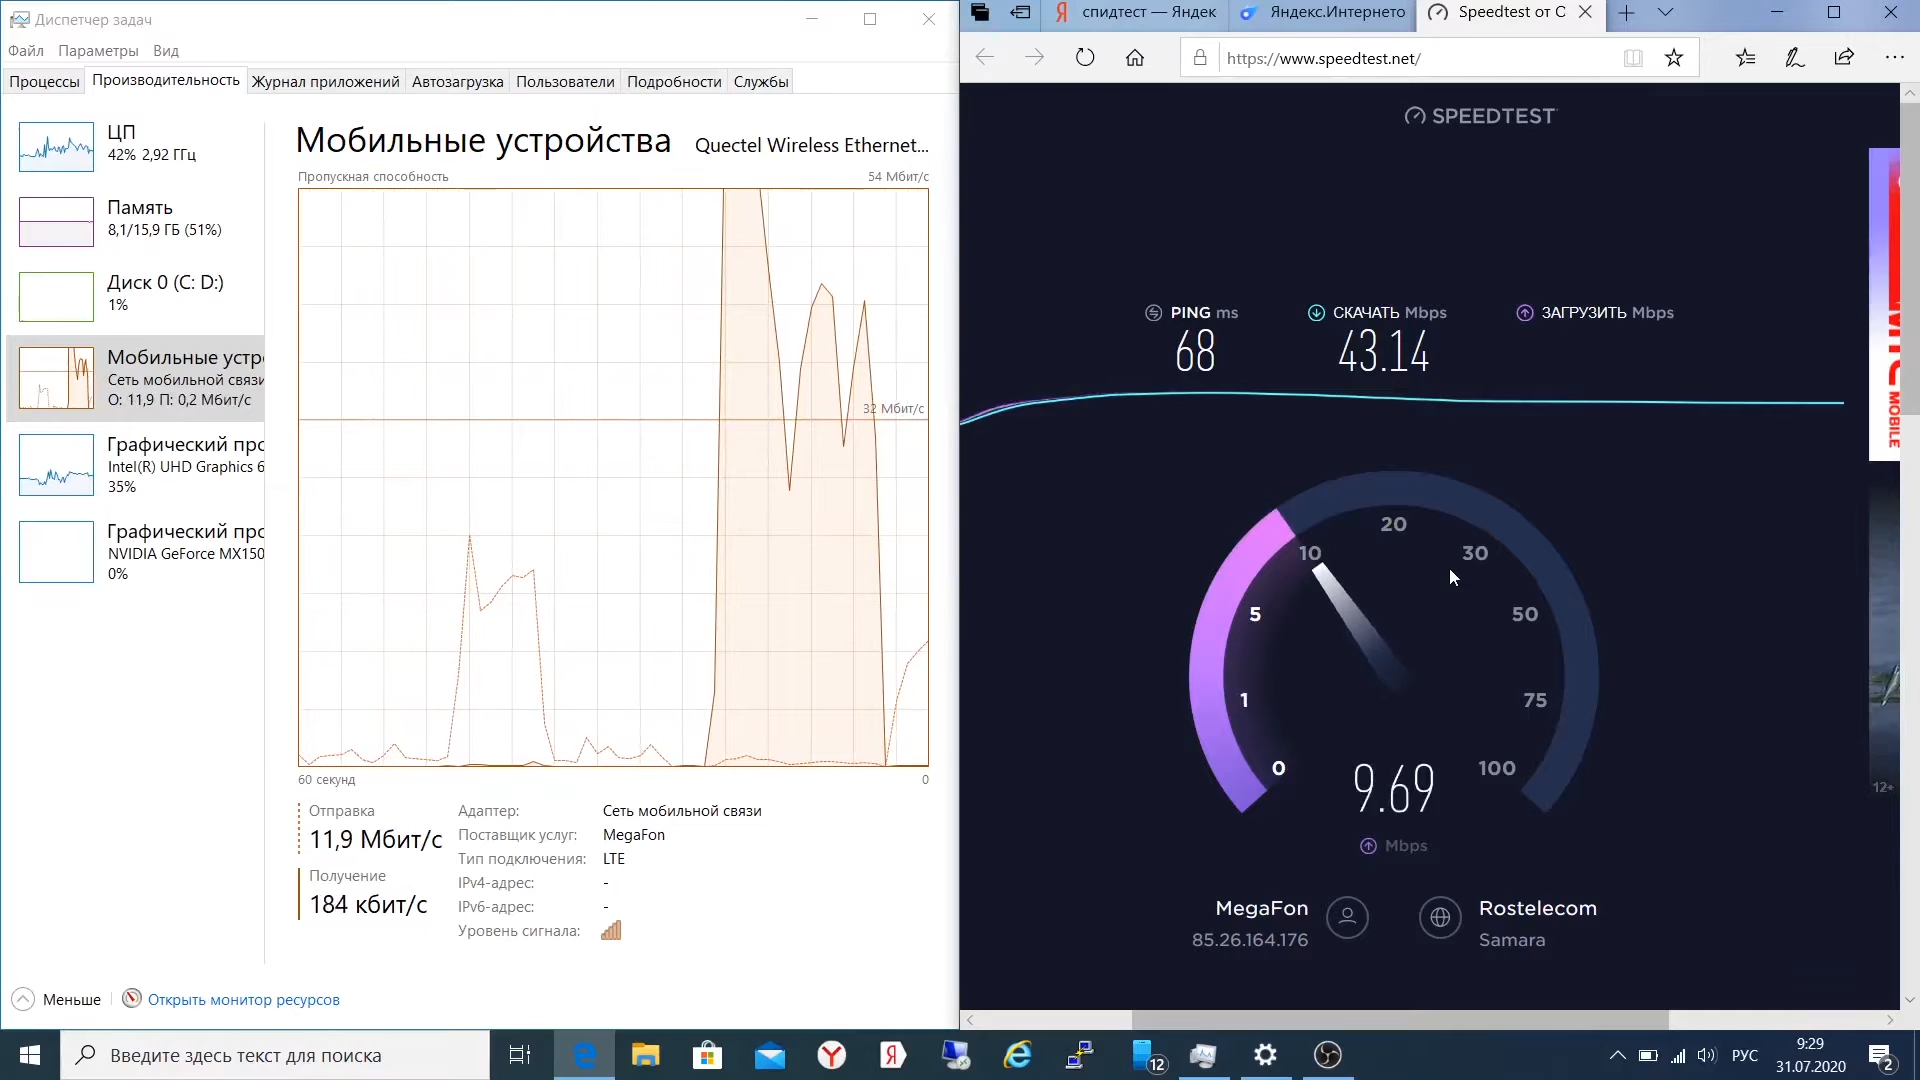 Диспетчер задач
Файл Параметры Вид
Процессы Производительность Журнал приложений Автозагрузка Пользователи Подробности Службы
ЦП
42% 2,92 ГГц
Память
8,1/15,9 ГБ (51%)
Диск 0 (C: D:)
1%
Мобильные устро
Сеть мобильной связи
О: 11,9 П: 0,2 Мбит/с
Графический про
Intel(R) UHD Graphics 6
35%
Графический про
NVIDIA GeForce MX150
0%
Мобильные устройства Quectel Wireless Ethernet...
Пропускная способность 54 Мбит/с
32 Мбит/с
60 секунд 0
Отправка
11,9 Мбит/с
Получение
184 кбит/с
Адаптер: Сеть мобильной связи
Поставщик услуг: MegaFon
Тип подключения: LTE
IPv4-адрес: -
IPv6-адрес: -
Уровень сигнала:
Меньше Открыть монитор ресурсов
спидтест — Яндек Яндекс.Интернето Speedtest от O
https://www.speedtest.net/
SPEEDTEST
PING ms СКАЧАТЬ Mbps ЗАГРУЗИТЬ Mbps
68 43.14
0 1 5 10 20 30 50 75 100
9.69
Mbps
MegaFon Rostelecom
85.26.164.176 Samara
MOBILE
12+
Введите здесь текст для поиска
12
РУС
9:29
31.07.2020
2